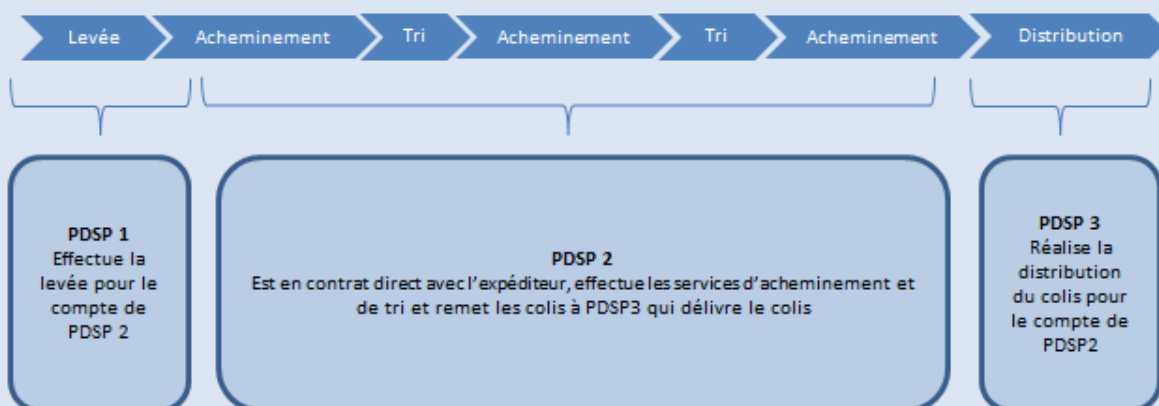 Levée
Acheminement
Tri
Acheminement
Tri
Acheminement
Distribution
PDSP 1
Effectue la
levée pour le
compte de
PDSP 2
PDSP 2
Est en contrat direct avec l'expéditeur, effectue les services d'acheminement et
de tri et remet les colis à PDSP3 qui délivre le colis
PDSP 3
Réalise la
distribution
du colis pour
le compte de
PDSP2